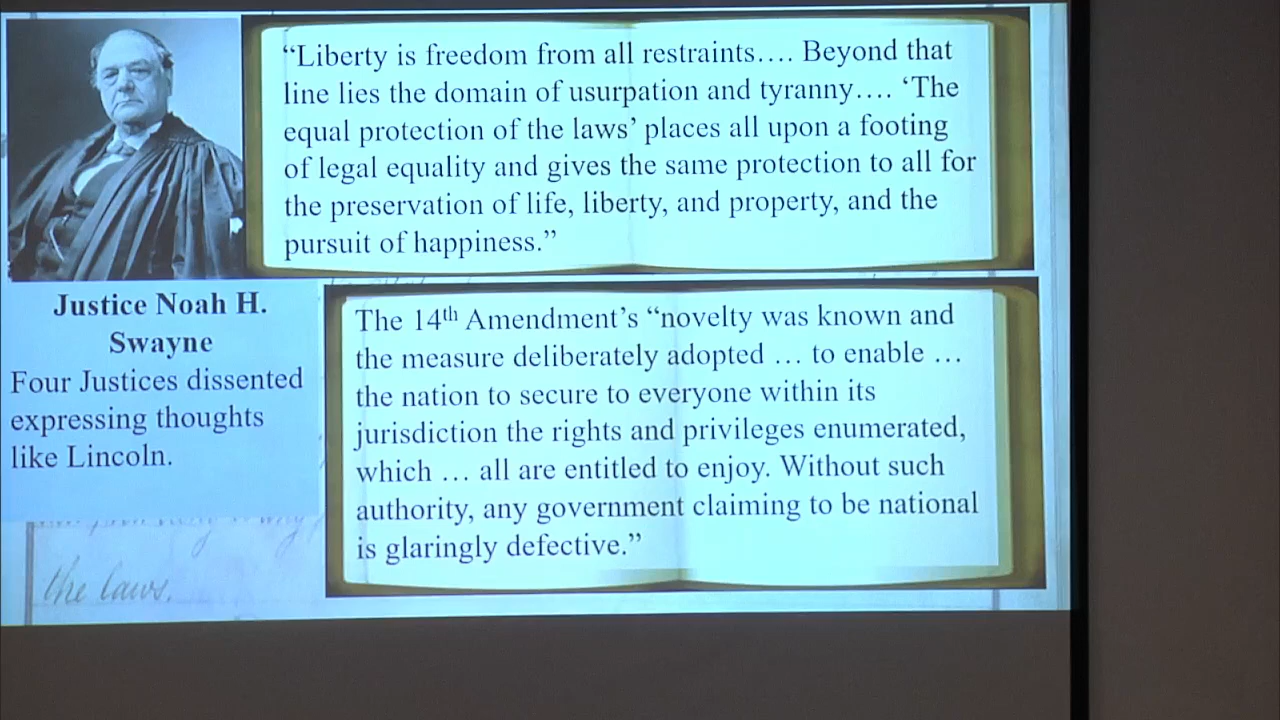 “Liberty is freedom from all restraints…. Beyond that
line lies the domain of usurpation and tyranny…. ‘The
equal protection of the laws’ places all upon a footing
of legal equality and gives the same protection to all for
the preservation of life, liberty, and property, and the
pursuit of happiness.”
Justice Noah H.
Swayne
Four Justices dissented
expressing thoughts
like Lincoln.
The 14th Amendment’s “novelty was known and
the measure deliberately adopted … to enable …
the nation to secure to everyone within its
jurisdiction the rights and privileges enumerated,
which … all are entitled to enjoy. Without such
authority, any government claiming to be national
is glaringly defective.”
the laws.